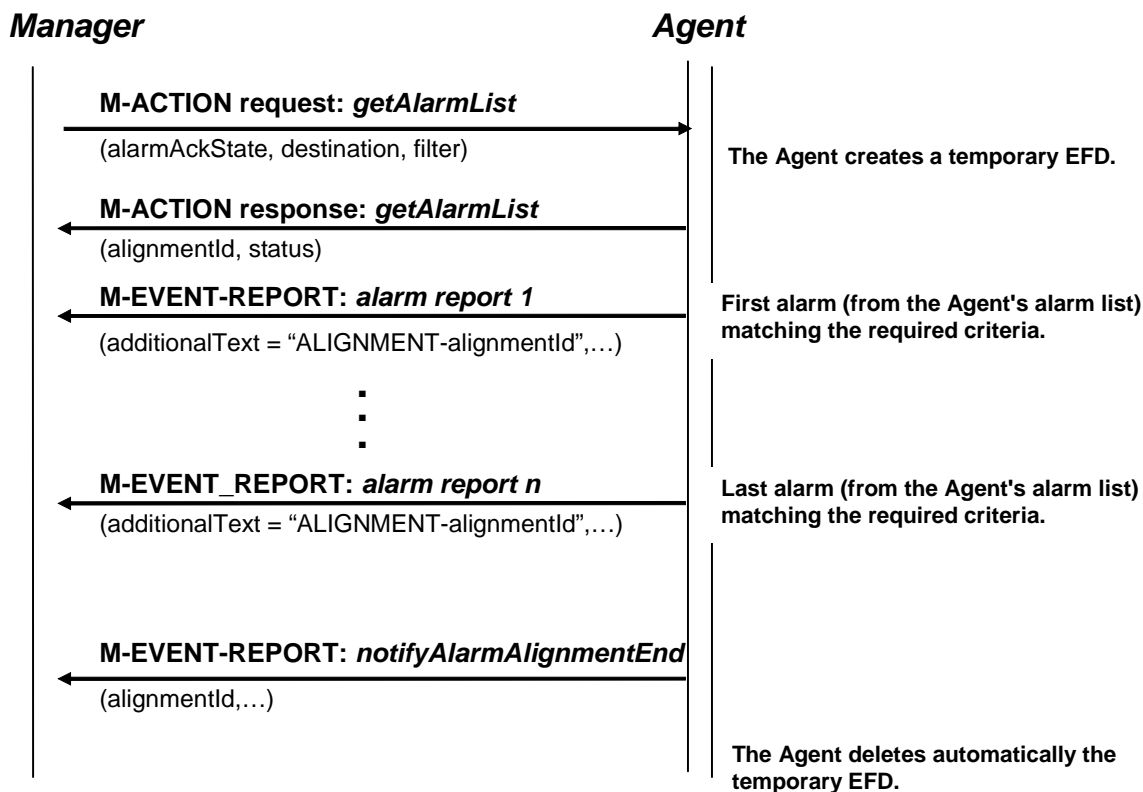 Manager
Agent
M-ACTION request: getAlarmList
(alarmAckState, destination, filter)
The Agent creates a temporary EFD.
M-ACTION response: getAlarmList
(alignmentId, status)
M-EVENT-REPORT: alarm report 1
First alarm (from the Agent's alarm list)
matching the required criteria.
(additionalText = “ALIGNMENT-alignmentId”,…)
M-EVENT_REPORT: alarm report n
Last alarm (from the Agent's alarm list)
matching the required criteria.
(additionalText = “ALIGNMENT-alignmentId”,…)
M-EVENT-REPORT: notifyAlarmAlignmentEnd
(alignmentId,…)
The Agent deletes automatically the
temporary EFD.